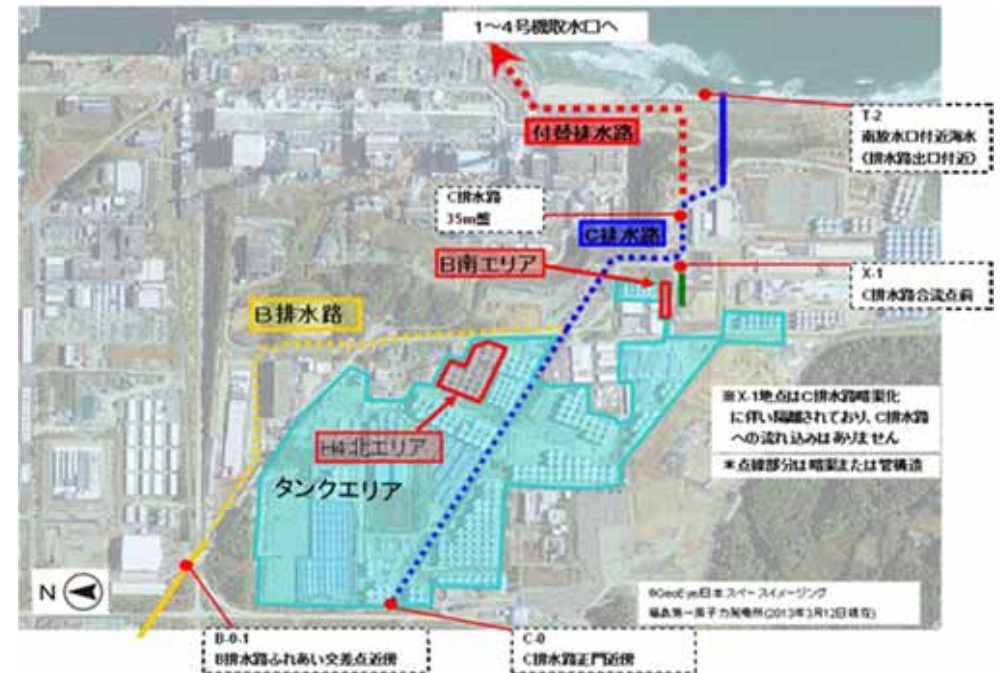 1～4号機取水口へ
付替排水路
T-2
南放水口付近海水
(排水路出口付近)
C排水路
35m盤
C排水路
B南エリア
X-1
C排水路合流点前
B排水路
H4北エリア
タンクエリア
※X-1地点はC排水路暗渠化
に伴い隔離されており、C排水路
への流れ込みはありません
＊点線部分は暗渠または管構造
N
©GeoEye/日本スペースイメージング
福島第一原子力発電所(2013年3月12日現在)
B-0-1
B排水路ふれあい交差点近傍
C-0
C排水路正門近傍